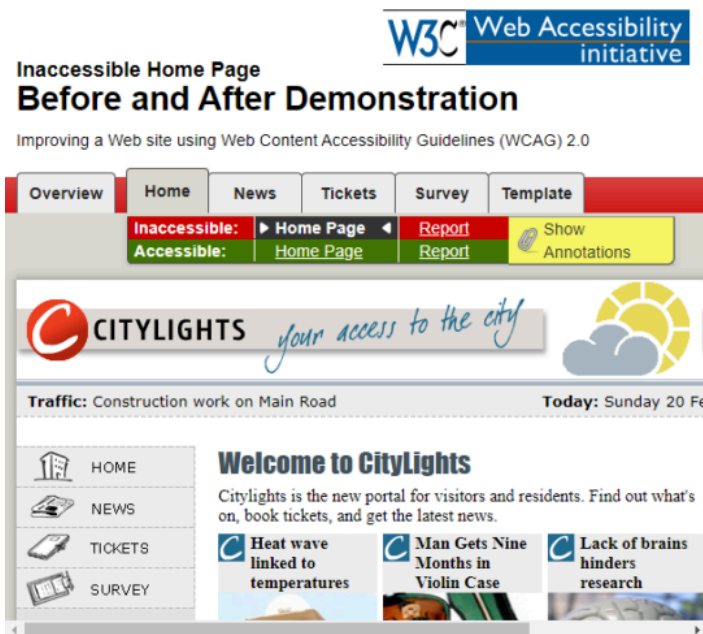 W3C® Web Accessibility
initiative
Inaccessible Home Page
Before and After Demonstration
Improving a Web site using Web Content Accessibility Guidelines (WCAG) 2.0
Overview Home News Tickets Survey Template
Inaccessible: Home Page Report
Accessible: Home Page Report
Show
Annotations
CITYLIGHTS your access to the city
Traffic: Construction work on Main Road Today: Sunday 20 Fe
HOME
NEWS
TICKETS
SURVEY
Welcome to CityLights
Citylights is the new portal for visitors and residents. Find out what's
on, book tickets, and get the latest news.
Heat wave
linked to
temperatures
Man Gets Nine
Months in
Violin Case
Lack of brains
hinders
research